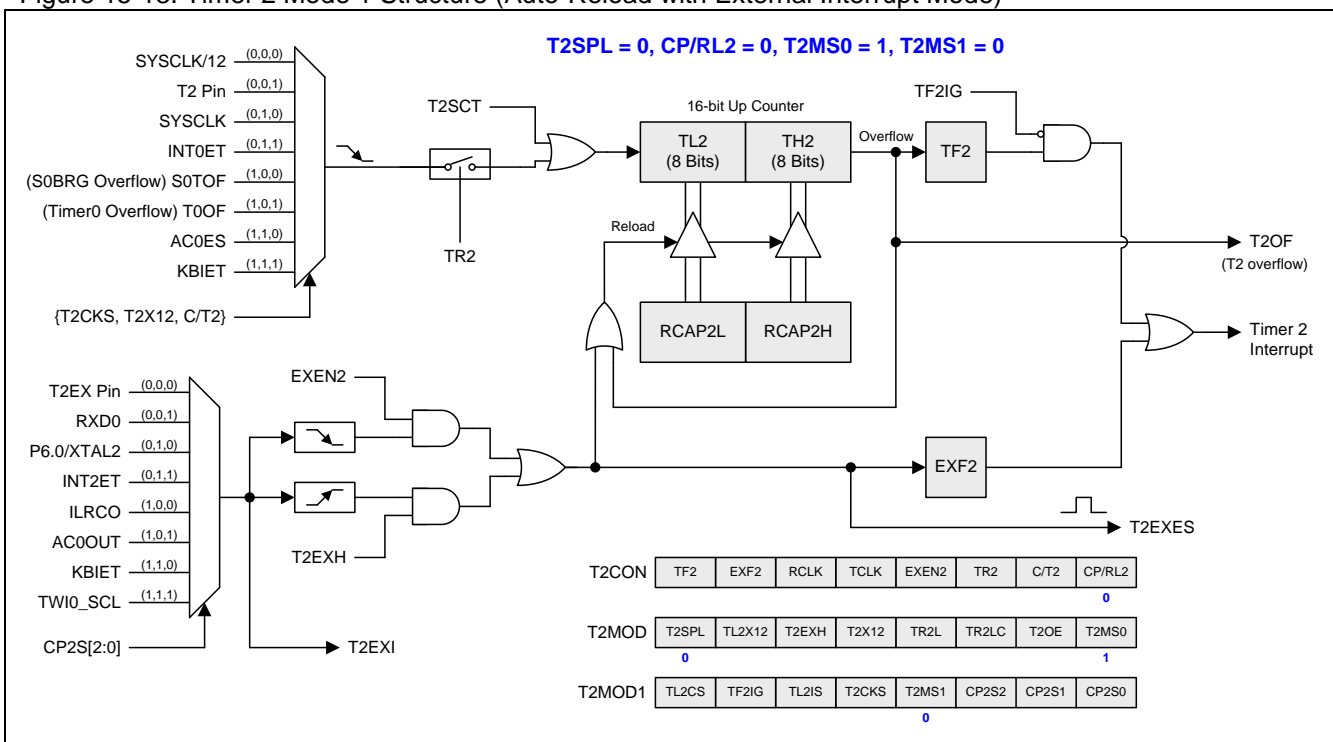 Figure Timer 2 Mode 1 Structure (Auto-Reload with External Interrupt Mode)
T2SPL = 0, CP/RL2 = 0, T2MS0 = 1, T2MS1 = 0
SYSCLK/12 (0,0,0)
T2 Pin (0,0,1)
SYSCLK (0,1,0)
INT0ET (0,1,1)
(S0BRG Overflow) S0TOF (1,0,0)
(Timer0 Overflow) T0OF (1,0,1)
AC0ES (1,1,0)
KBIET (1,1,1)
{T2CKS, T2X12, C/T2}
TR2
T2SCT
16-bit Up Counter
TL2
(8 Bits)
TH2
(8 Bits)
Overflow
TF2IG
TF2
Reload
RCAP2L
RCAP2H
T2OF
(T2 overflow)
Timer 2
Interrupt
T2EX Pin (0,0,0)
RXD0 (0,0,1)
P6.0/XTAL2 (0,1,0)
INT2ET (0,1,1)
ILRCO (1,0,0)
AC0OUT (1,0,1)
KBIET (1,1,0)
TWI0_SCL (1,1,1)
CP2S[2:0]
EXEN2
T2EXH
T2EXI
EXF2
T2EXES
T2CON TF2 EXF2 RCLK TCLK EXEN2 TR2 C/T2 CP/RL2
0
T2MOD T2SPL TL2X12 T2EXH T2X12 TR2L TR2LC T2OE T2MS0
0 1
T2MOD1 TL2CS TF2IG TL2IS T2CKS T2MS1 CP2S2 CP2S1 CP2S0
0